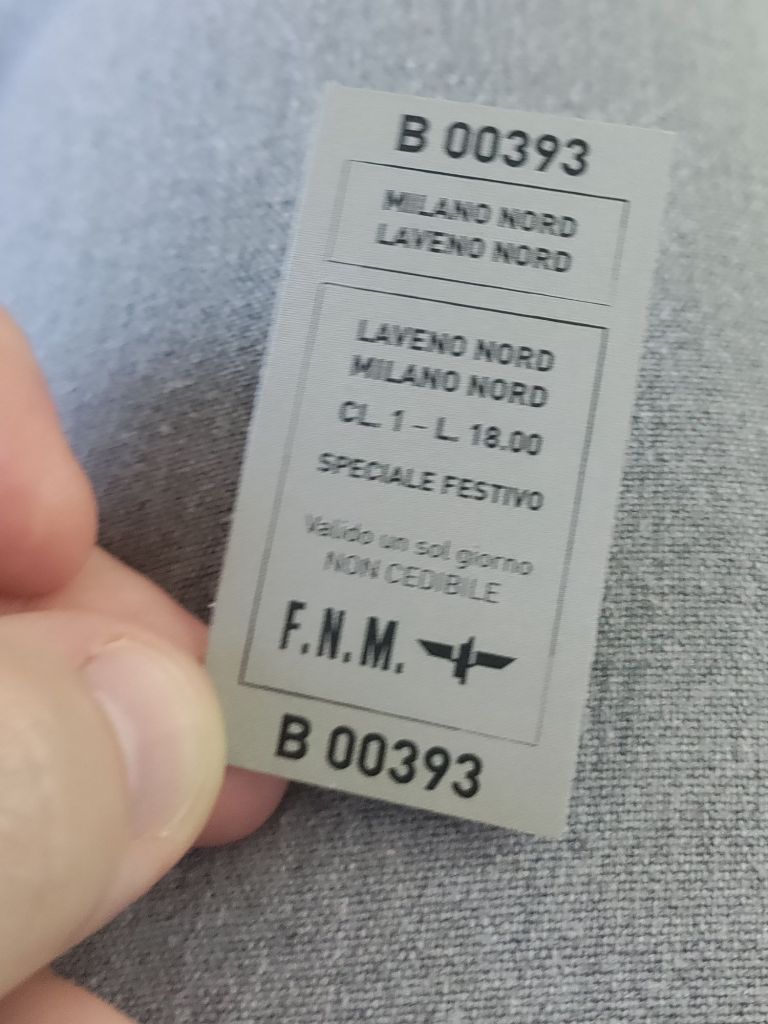 B 00393
MILANO NORD
LAVENO NORD
LAVENO NORD
MILANO NORD
CL. 1 - L. 18.00
SPECIALE FESTIVO
Valido un sol giorno
NON CEDIBILE
F.N.M.
B 00393